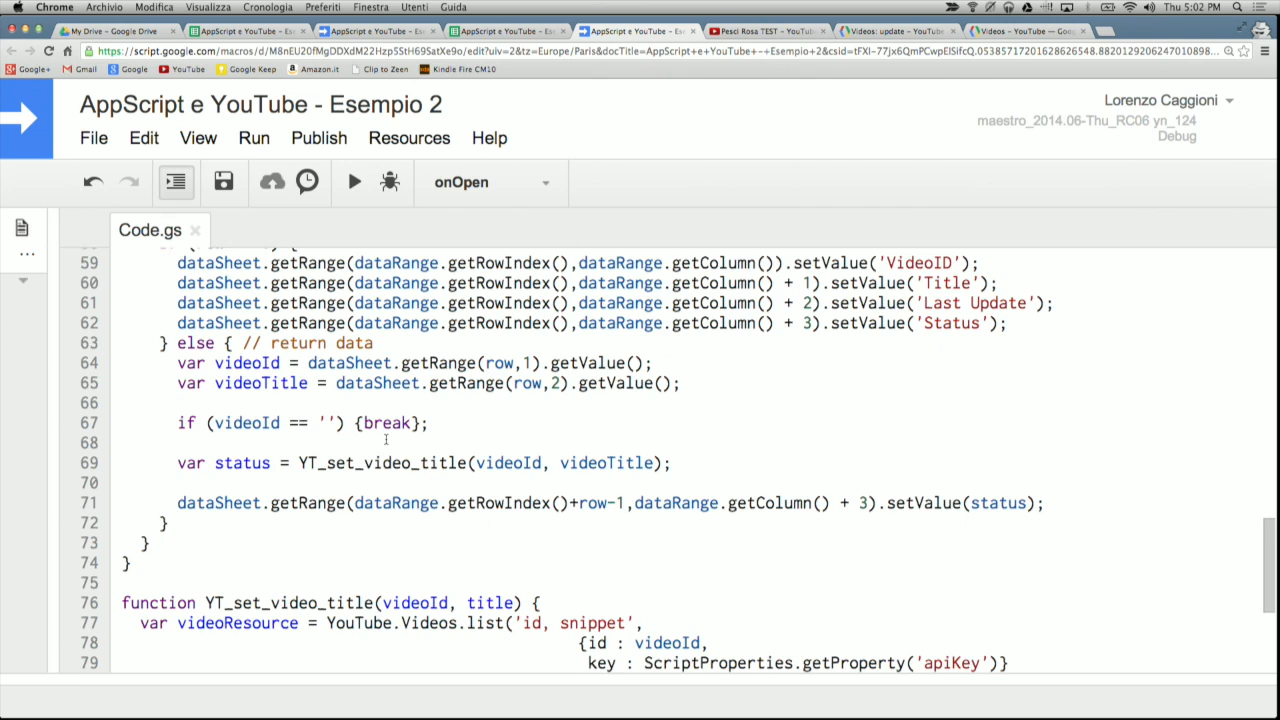 Chrome Archivio Modifica Visualizza Cronologia Preferiti Finestra Utenti Guida Thu 5:02 PM
My Drive – Google Drive AppScript e YouTube – Es AppScript e YouTube – E AppScript e YouTube – Es AppScript e YouTube – E Pesci Rosa TEST – YouTub Videos: update – YouTube Videos – YouTube — Goo
Google+ Gmail Google YouTube Google Keep Amazon.it Clip to Zeen Kindle Fire CM10
AppScript e YouTube - Esempio 2
Lorenzo Caggioni
maestro_2014.06-Thu_RC06 yn_124
Debug
File Edit View Run Publish Resources Help
onOpen
Code.gs
59 dataSheet.getRange(dataRange.getRowIndex(),dataRange.getColumn()).setValue('VideoID');
60 dataSheet.getRange(dataRange.getRowIndex(),dataRange.getColumn() + 1).setValue('Title');
61 dataSheet.getRange(dataRange.getRowIndex(),dataRange.getColumn() + 2).setValue('Last Update');
62 dataSheet.getRange(dataRange.getRowIndex(),dataRange.getColumn() + 3).setValue('Status');
63 } else { // return data
64 var videoId = dataSheet.getRange(row,1).getValue();
65 var videoTitle = dataSheet.getRange(row,2).getValue();
66
67 if (videoId == '') {break};
68
69 var status = YT_set_video_title(videoId, videoTitle);
70
71 dataSheet.getRange(dataRange.getRowIndex()+row-1,dataRange.getColumn() + 3).setValue(status);
72 }
73 }
74 }
75
76 function YT_set_video_title(videoId, title) {
77 var videoResource = YouTube.Videos.list('id, snippet',
78 {id : videoId,
79 key : ScriptProperties.getProperty('apiKey')}